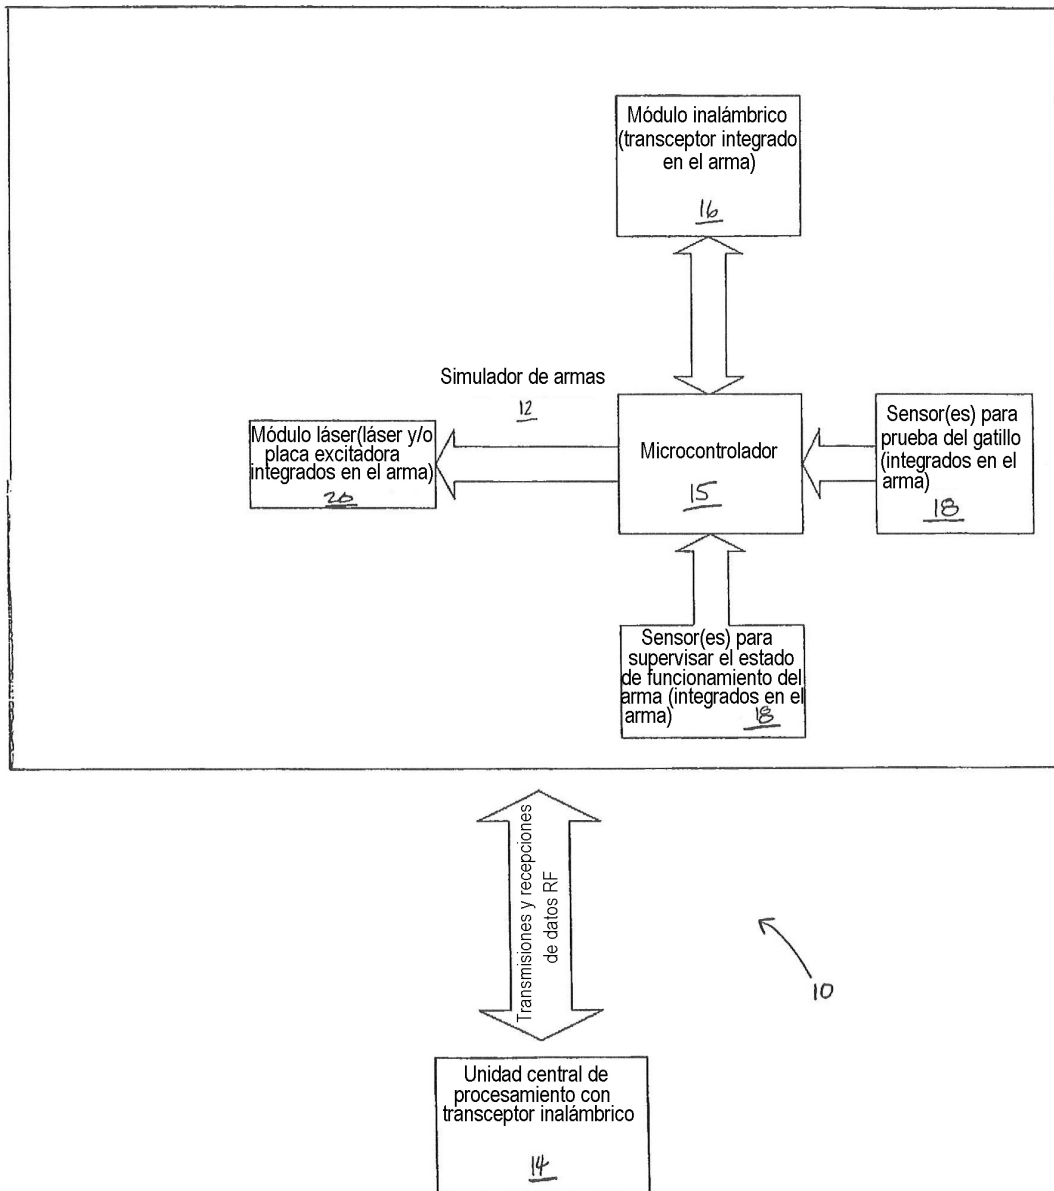 Módulo inalámbrico
(transceptor integrado
en el arma)
16
Simulador de armas
12
Módulo láser(láser y/o
placa excitadora
integrados en el arma)
20
Microcontrolador
15
Sensor(es) para
prueba del gatillo
(integrados en el
arma)
18
Sensor(es) para
supervisar el estado
de funcionamiento del
arma (integrados en el
arma) 18
Transmisiones y recepciones
de datos RF
10
Unidad central de
procesamiento con
transceptor inalámbrico
14